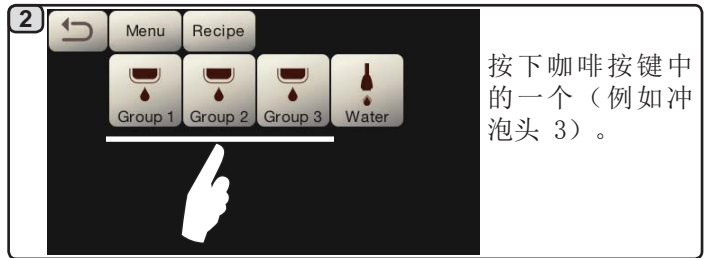 2
Menu Recipe
Group 1 Group 2 Group 3 Water
按下咖啡按键中
的一个（例如冲
泡头 3）。